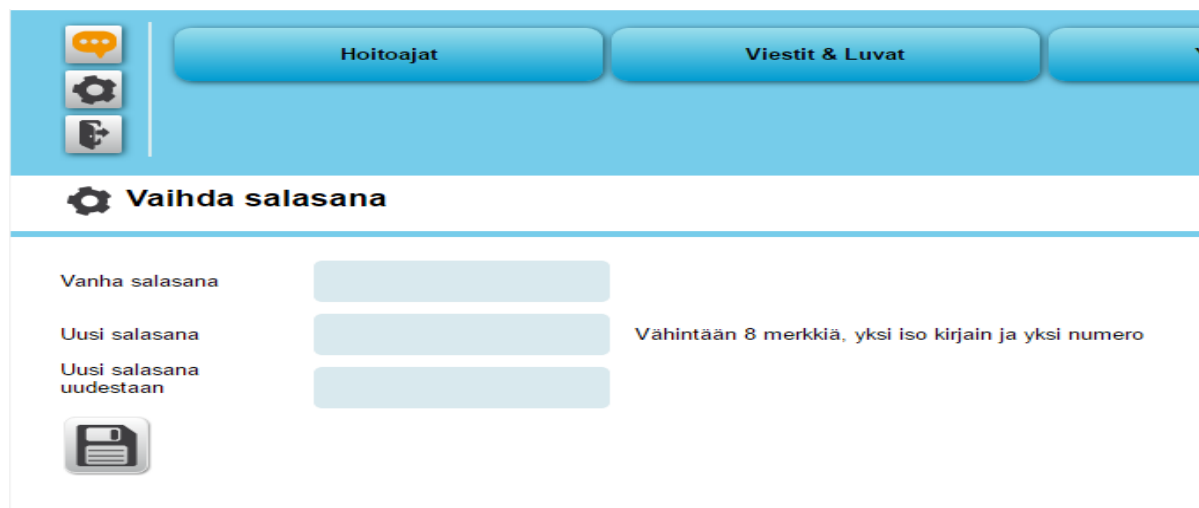 Hoitoajat
Viestit & Luvat
Vaihda salasana
Vanha salasana
Uusi salasana
Vähintään 8 merkkiä, yksi iso kirjain ja yksi numero
Uusi salasana
uudestaan